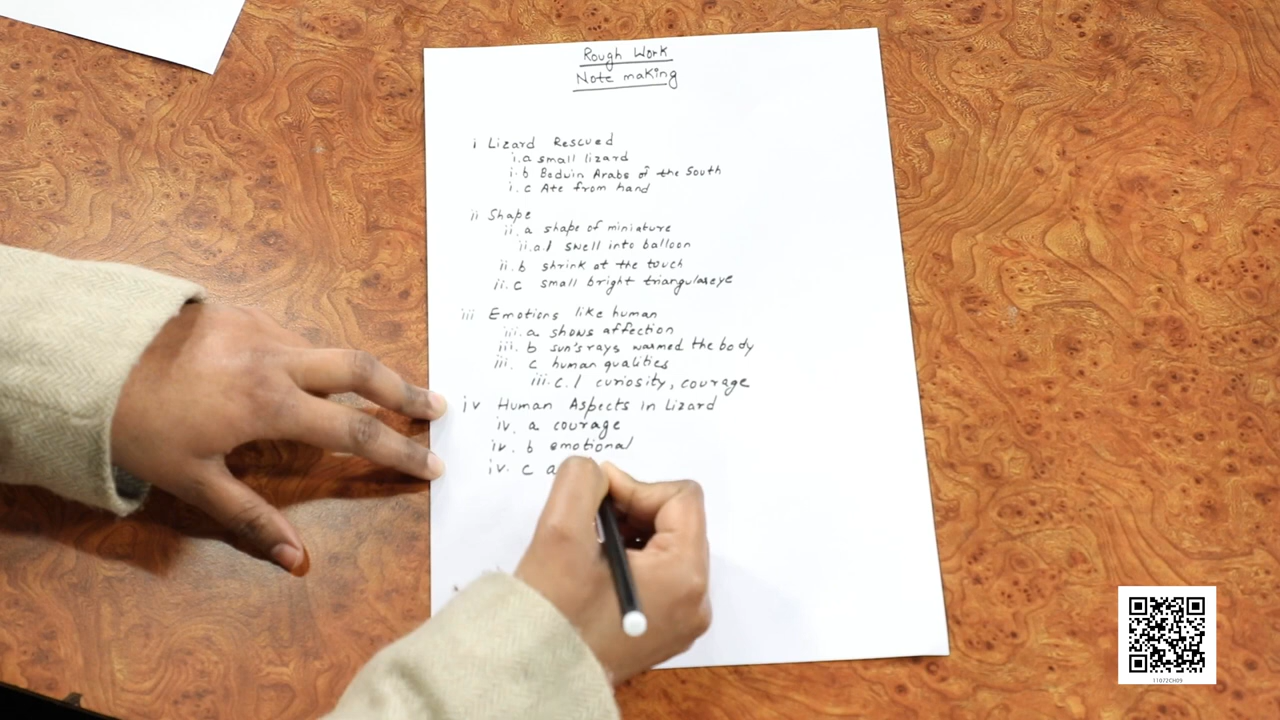 Rough Work
Note making
i Lizard Rescued
i.a small lizard
i.b Bedwin Arabs of the South
i.c Ate from hand
ii Shape
ii.a shape of miniature
ii.a.1 swell into balloon
ii.b shrink at the touch
ii.c small bright triangulareye
iii Emotions like human
iii.a shows affection
iii.b sun's rays warmed the body
iii.c human qualities
iii.c.1 curiosity, courage
iv Human Aspects in Lizard
iv.a courage
iv.b emotional
iv.c a
11072CH09